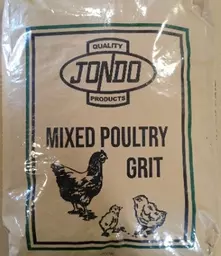 QUALITY
JONDO
PRODUCTS
MIXED POULTRY
GRIT